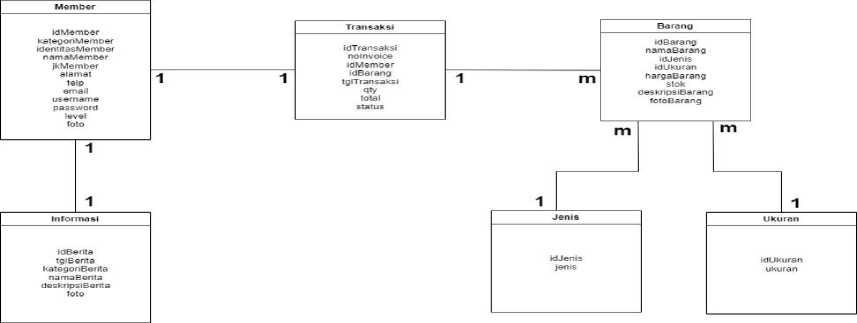 Member
idMember
kategoriMember
identitasMember
namaMember
jkMember
alamat
telp
email
username
password
level
foto
Transaksi
idTransaksi
noinvoice
idMember
idBarang
tglTransaksi
qty
total
status
Barang
idBarang
namaBarang
idJenis
idUkuran
hargaBarang
stok
deskripsiBarang
fotoBarang
1
1
1
m
1
1
m
m
1
1
Informasi
idBerita
tglBerita
kategoriBerita
namaBerita
deskripsiBerita
foto
Jenis
idJenis
jenis
Ukuran
idUkuran
ukuran